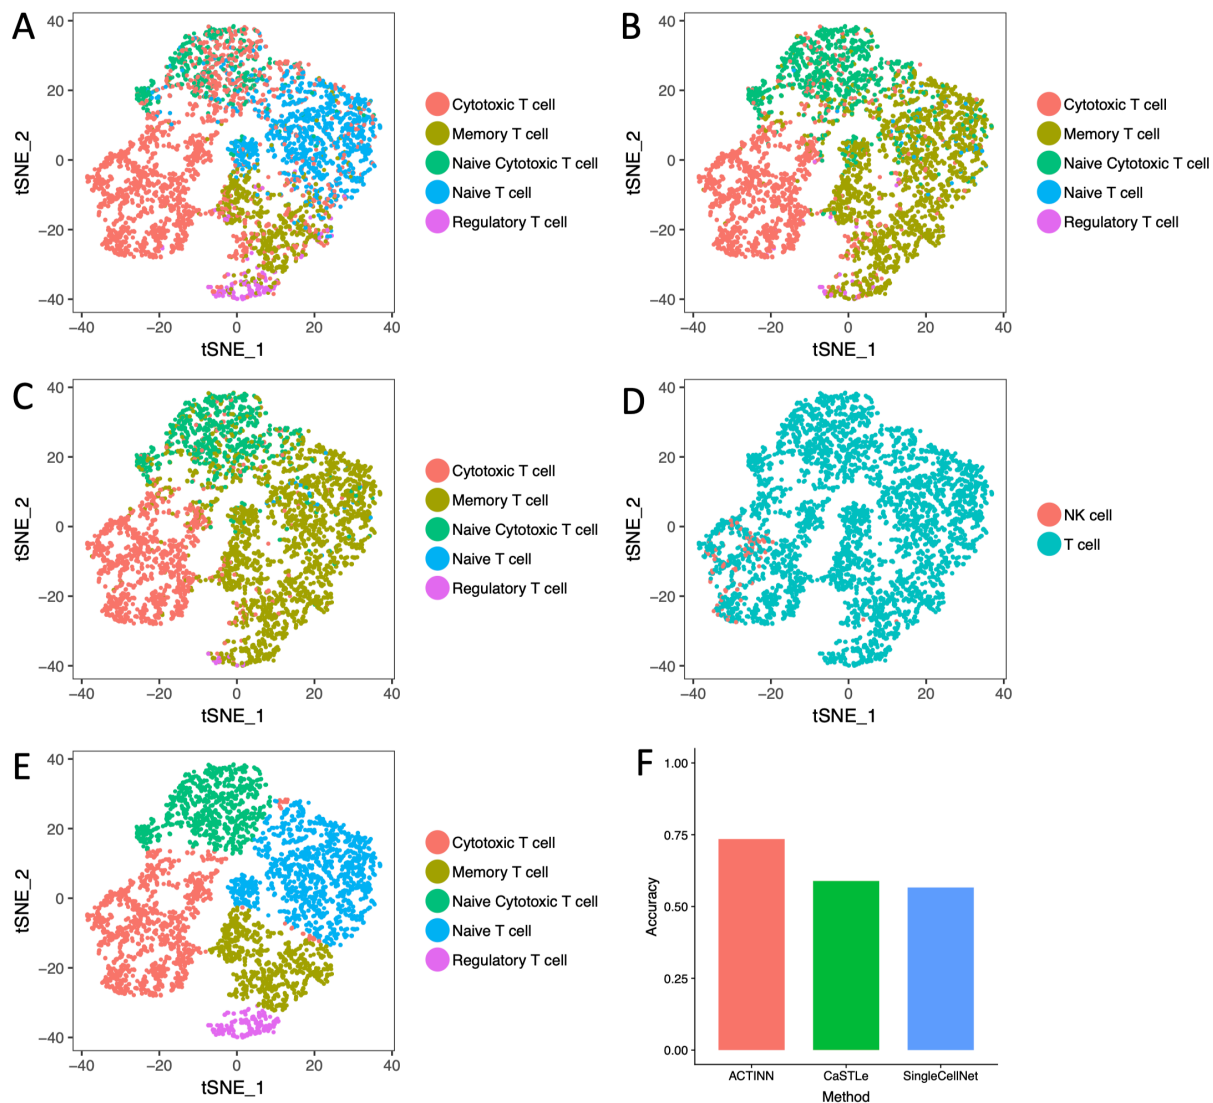 A
40
20
0
−20
−40
−40
−20
0
20
40
tSNE_2
tSNE_1
Cytotoxic T cell
Memory T cell
Naive Cytotoxic T cell
Naive T cell
Regulatory T cell
B
40
20
0
−20
−40
−40
−20
0
20
40
tSNE_2
tSNE_1
Cytotoxic T cell
Memory T cell
Naive Cytotoxic T cell
Naive T cell
Regulatory T cell
C
40
20
0
−20
−40
−40
−20
0
20
40
tSNE_2
tSNE_1
Cytotoxic T cell
Memory T cell
Naive Cytotoxic T cell
Naive T cell
Regulatory T cell
D
40
20
0
−20
−40
−40
−20
0
20
40
tSNE_2
tSNE_1
NK cell
T cell
E
40
20
0
−20
−40
−40
−20
0
20
40
tSNE_2
tSNE_1
Cytotoxic T cell
Memory T cell
Naive Cytotoxic T cell
Naive T cell
Regulatory T cell
F
1.00
0.75
0.50
0.25
0.00
Accuracy
ACTINN
CaSTLe
SingleCellNet
Method